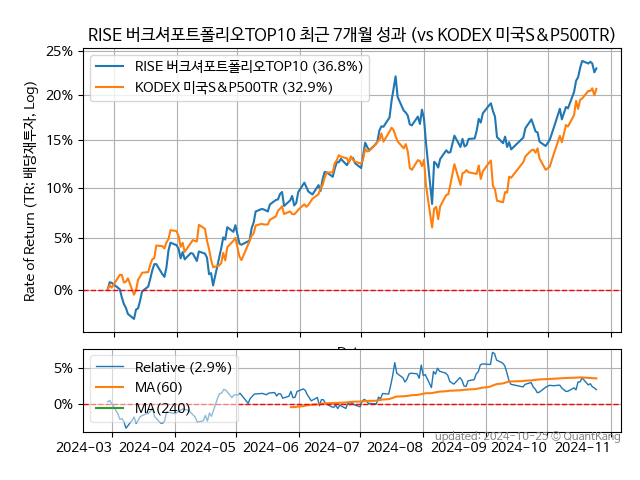 RISE 버크셔포트폴리오TOP10 최근 7개월 성과 (vs KODEX 미국S&P500TR)
25%
20%
15%
10%
5%
0%
Rate of Return (TR: 배당재투자, Log)
RISE 버크셔포트폴리오TOP10 (36.8%)
KODEX 미국S&P500TR (32.9%)
5%
0%
Relative (2.9%)
MA(60)
MA(240)
updated: 2024-10-25 © QuantKang
2024-03 2024-04 2024-05 2024-06 2024-07 2024-08 2024-09 2024-10 2024-11